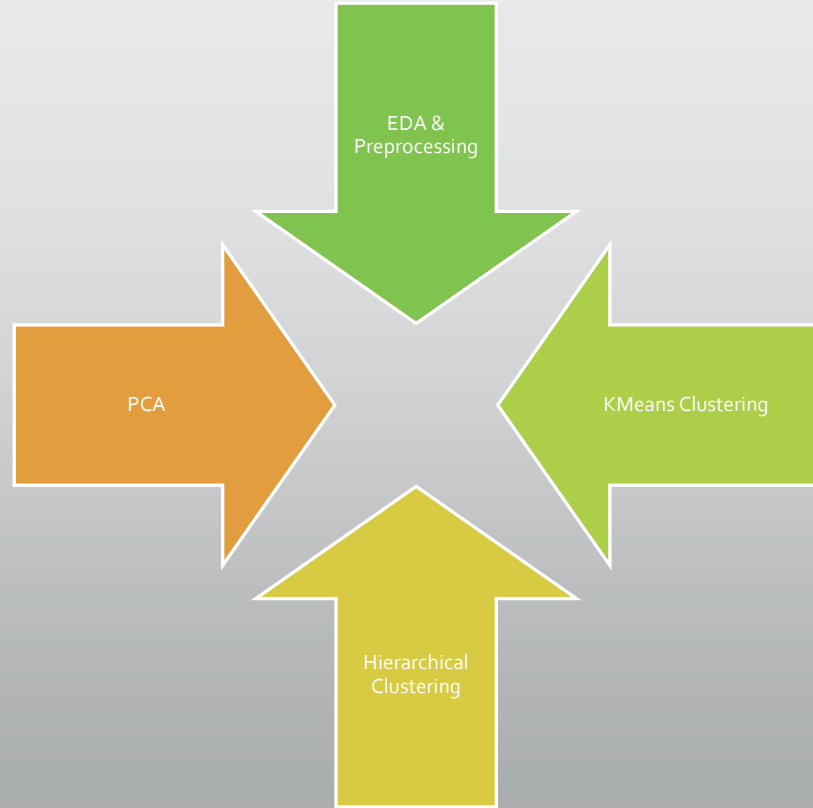 EDA &
Preprocessing
PCA
KMeans Clustering
Hierarchical
Clustering